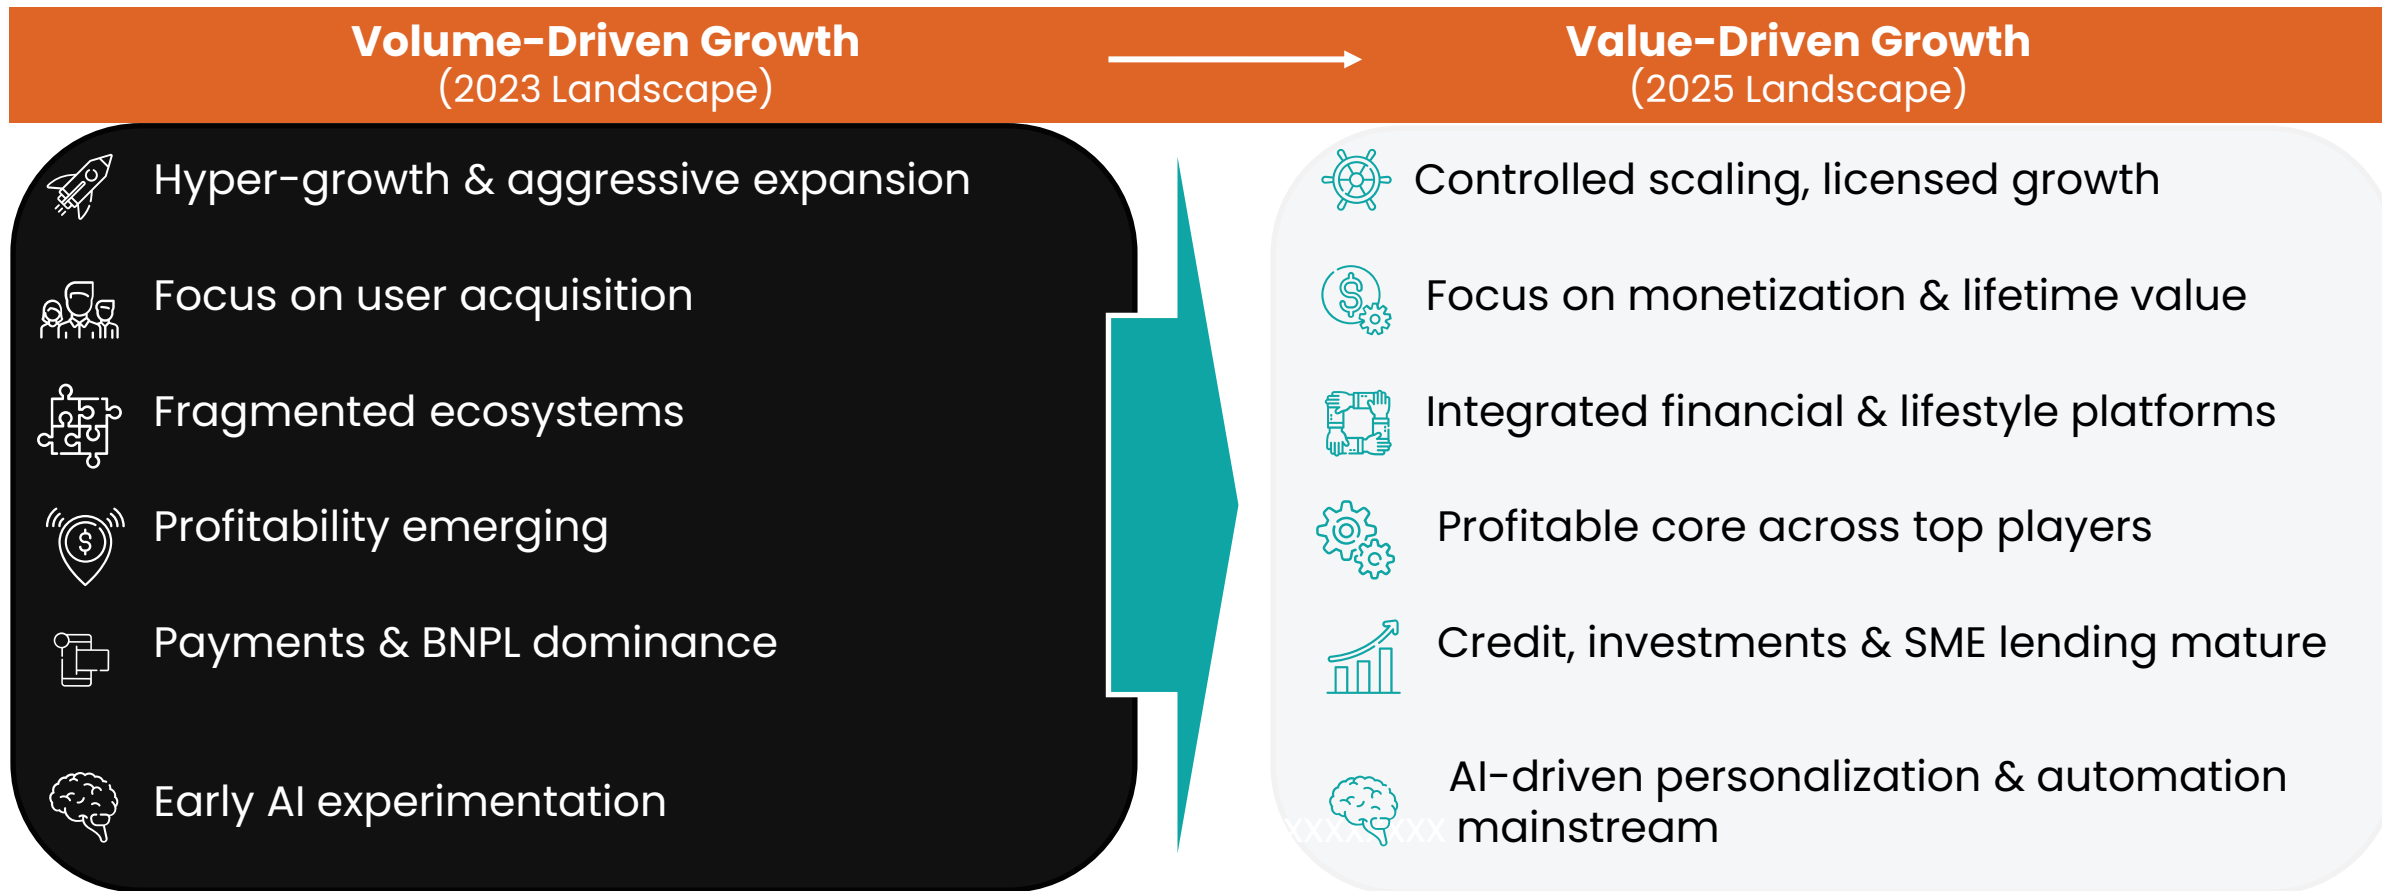 Volume-Driven Growth
(2023 Landscape)
Value-Driven Growth
(2025 Landscape)
Hyper-growth & aggressive expansion
Focus on user acquisition
Fragmented ecosystems
Profitability emerging
Payments & BNPL dominance
Early AI experimentation
Controlled scaling, licensed growth
Focus on monetization & lifetime value
Integrated financial & lifestyle platforms
Profitable core across top players
Credit, investments & SME lending mature
AI-driven personalization & automation
mainstream